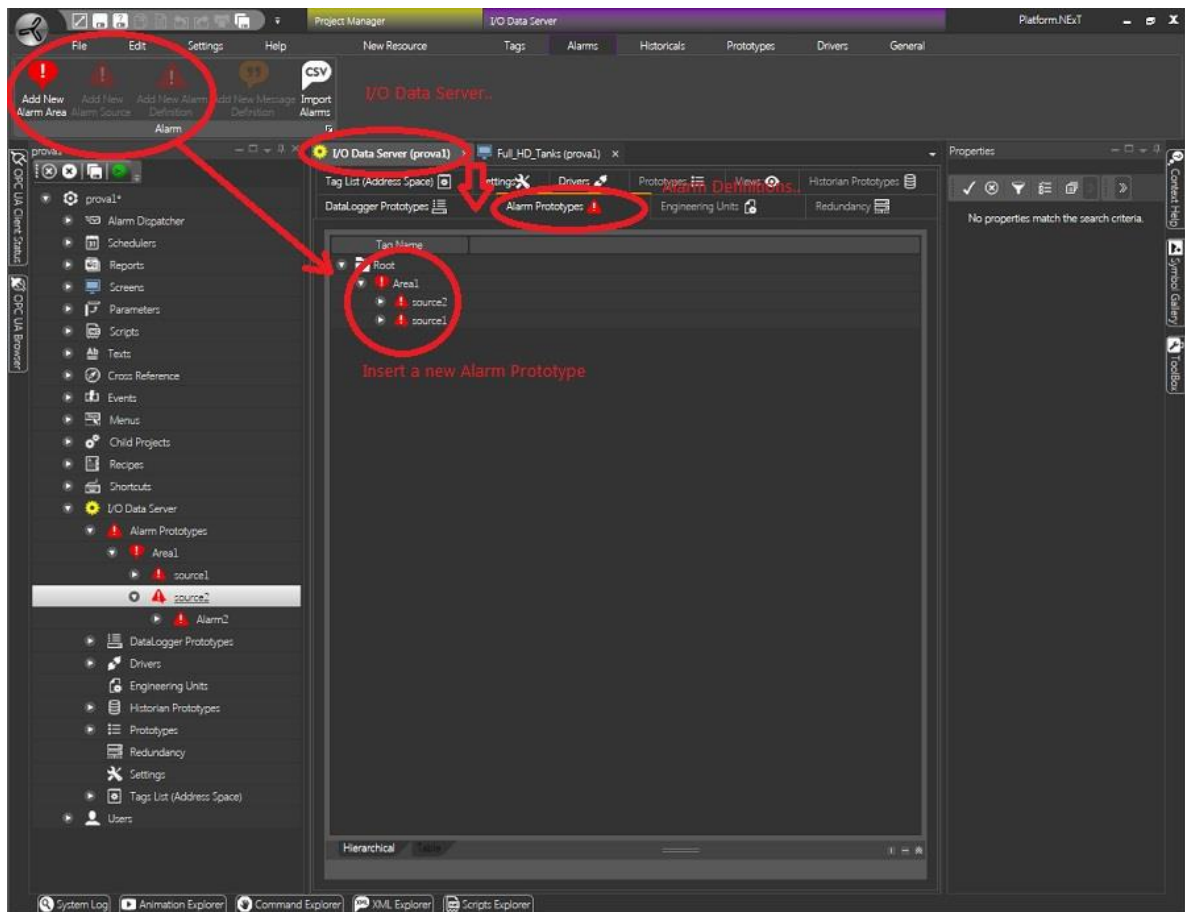 Project Manager
I/O Data Server
Platform.NExT
File Edit Settings Help New Resource Tags Alarms Historicals Prototypes Drivers General
Add New Alarm Area
Add New Alarm Source
Add New Alarm Definition
Add New Message Definition
CSV
Import Alarms
Alarm
I/O Data Server..
prova1
I/O Data Server (prova1) x
Full_HD_Tanks (prova1) x
Properties
Tag List (Address Space) Settings Drivers Prototypes Views Historian Prototypes
Alarm Definitions..
DataLogger Prototypes Alarm Prototypes Engineering Units Redundancy
No properties match the search criteria.
Tag Name
Root
Area1
source2
source1
Insert a new Alarm Prototype
prova1*
Alarm Dispatcher
Schedulers
Reports
Screens
Parameters
Scripts
Texts
Cross Reference
Events
Menus
Child Projects
Recipes
Shortcuts
I/O Data Server
Alarm Prototypes
Area1
source1
source2
Alarm2
DataLogger Prototypes
Drivers
Engineering Units
Historian Prototypes
Prototypes
Redundancy
Settings
Tags List (Address Space)
Users
Hierarchical Table
OPC UA Client Status
OPC UA Browser
Context Help
Symbol Gallery
ToolBox
System Log Animation Explorer Command Explorer XML Explorer Scripts Explorer